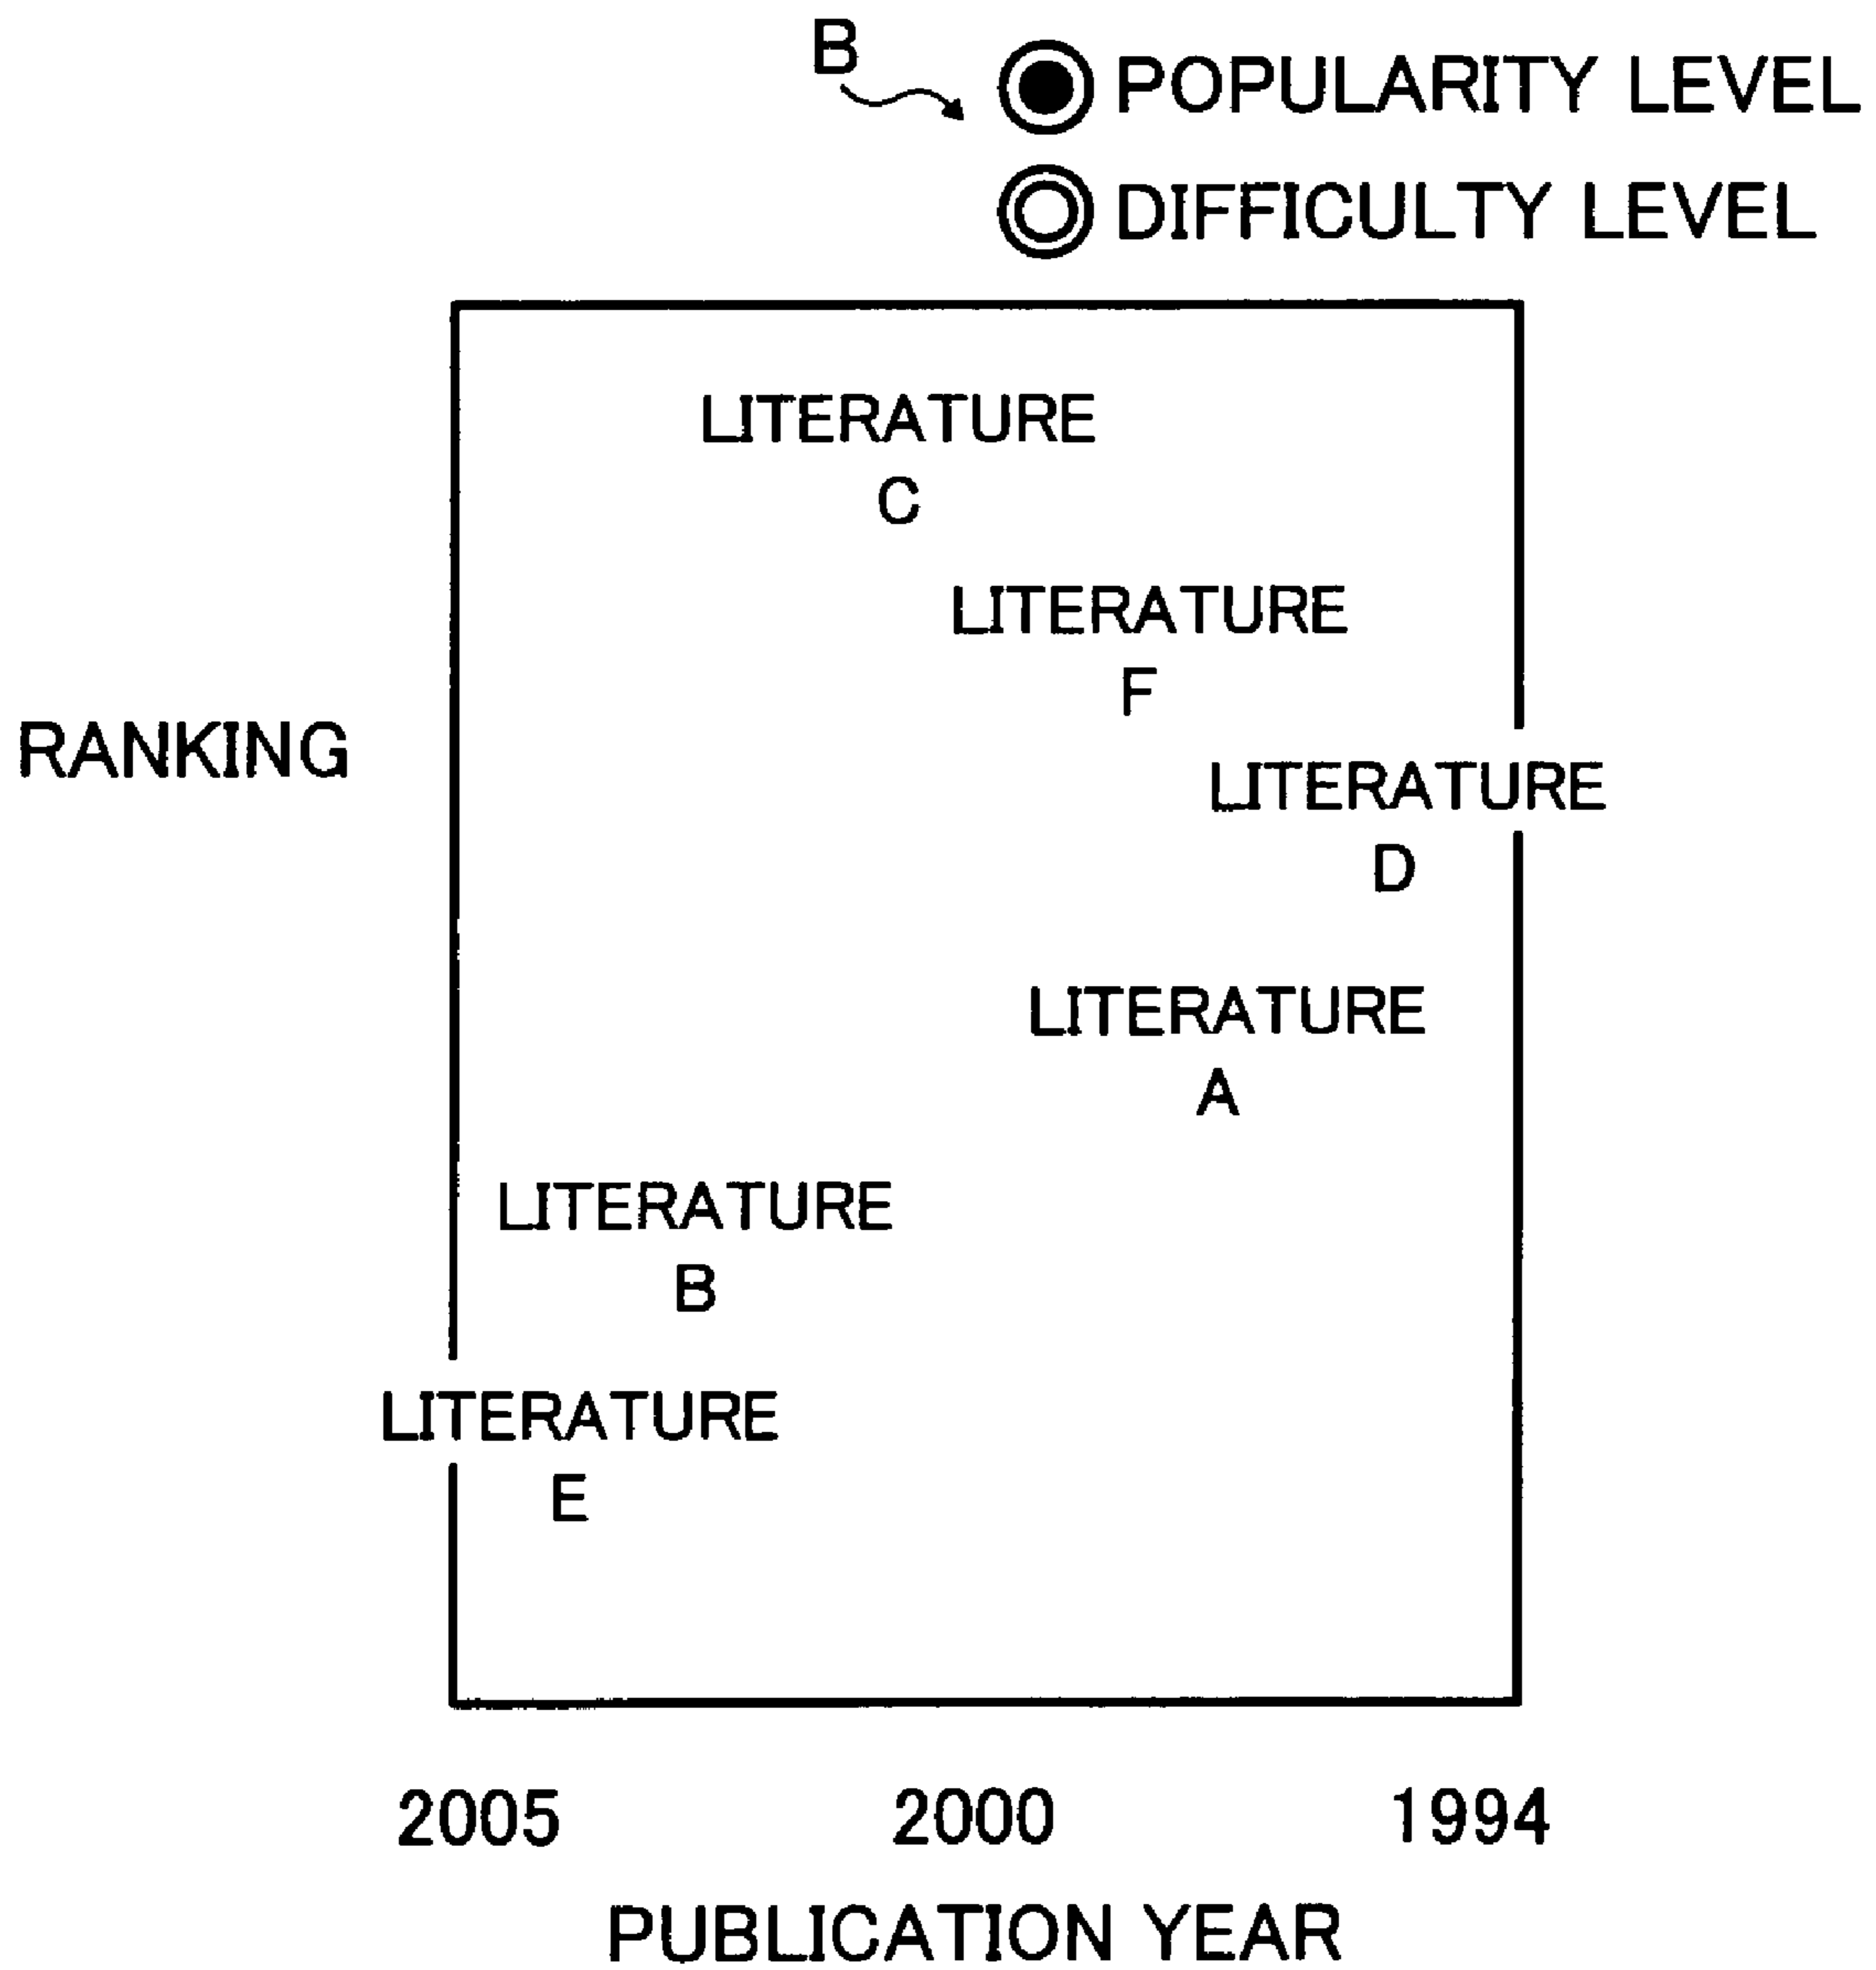 B
POPULARITY LEVEL
DIFFICULTY LEVEL
LITERATURE
C
LITERATURE
F
RANKING
LITERATURE
D
LITERATURE
A
LITERATURE
B
LITERATURE
E
2005 2000 1994
PUBLICATION YEAR